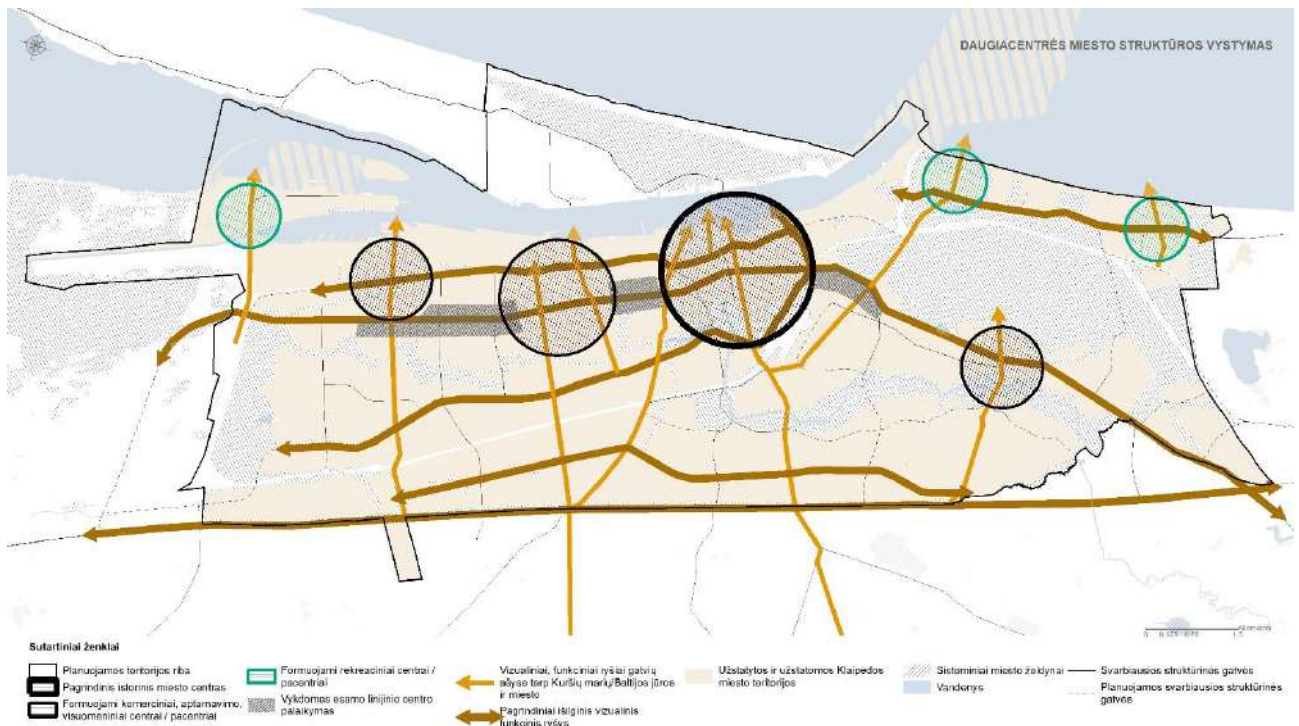 DAUGIACENTRĖS MIESTO STRUKTŪROS VYSTYMAS
Sutartiniai ženklai
Planuojamos teritorijos riba
Pagrindinis istorinis miesto centras
Formuojami komerciniai, aptarnavimo,
visuomeniniai centrai / pacentriai
Formuojami rekreaciniai centrai /
pacentriai
Vykdomas esamo linijinio centro
palaikymas
Vizualiniai, funkciniai ryšiai gatvių
ašyse tarp Kuršių marių/Baltijos jūros
ir miesto
Pagrindiniai išilginis vizualinis,
funkcinis ryšys
Užstatytos ir užstatomos Klaipėdos
miesto teritorijos
Sisteminiai miesto želdynai
Vandenys
Svarbiausios struktūrinės gatvės
Planuojamos svarbiausios struktūrinės
gatvės